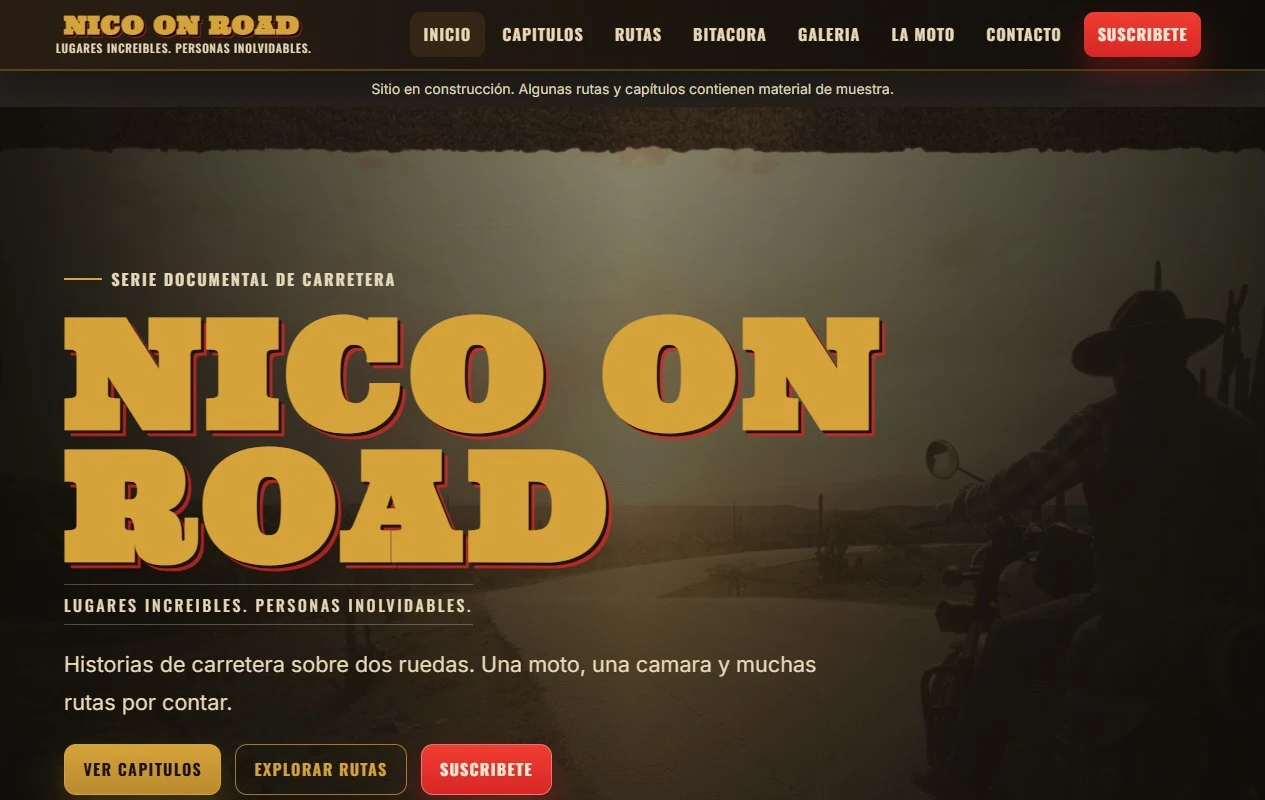 NICO ON ROAD
LUGARES INCREIBLES. PERSONAS INOLVIDABLES.
INICIO CAPITULOS RUTAS BITACORA GALERIA LA MOTO CONTACTO SUSCRIBETE
Sitio en construcción. Algunas rutas y capítulos contienen material de muestra.
SERIE DOCUMENTAL DE CARRETERA
NICO ON
ROAD
LUGARES INCREIBLES. PERSONAS INOLVIDABLES.
Historias de carretera sobre dos ruedas. Una moto, una camara y muchas
rutas por contar.
VER CAPITULOS EXPLORAR RUTAS SUSCRIBETE